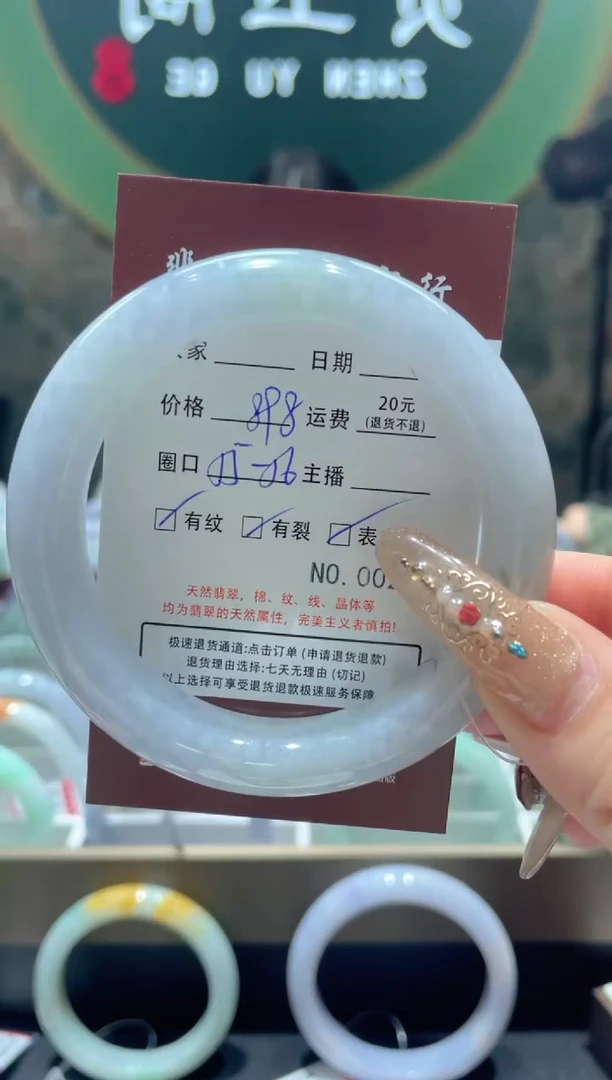 ZHEN YU GE
行
家 日期
价格 898 运费 20元
(退货不退)
圈口 55-56 主播
有纹 有裂 表
NO.00
天然翡翠,棉、纹、线、晶体等
均为翡翠的天然属性,完美主义者慎拍!
极速退货通道:点击订单(申请退货退款)
退货理由选择:七天无理由(切记)
以上选择可享受退货退款极速服务保障